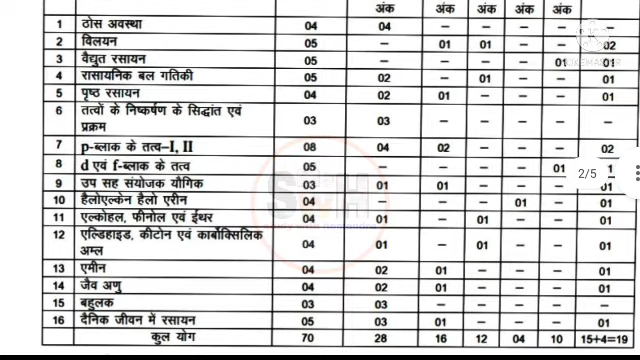 अंक अंक अंक अंक अंक
1 ठोस अवस्था 04 04 – – – – –
2 विलयन 05 – 01 01 – – 02
3 वैद्युत रसायन 05 – – – – 01 01
4 रासायनिक बल गतिकी 05 02 – 01 – – 01
5 पृष्ठ रसायन 04 02 01 – – – 01
6 तत्वों के निष्कर्षण के सिद्धांत एवं
प्रक्रम 03 03 – – – – –
7 p-ब्लाक के तत्व–I, II 08 04 02 – – – 02
8 d एवं f-ब्लाक के तत्व 05 – – – – 01 1
2/5
9 उप सह संयोजक यौगिक 03 01 01 – – – 01
10 हैलोएल्केन हैलो एरीन 04 – – – 01 – 01
11 एल्कोहल, फीनोल एवं ईथर 04 01 – 01 – – 01
12 एल्डिहाइड, कीटोन एवं कार्बोक्सिलिक
अम्ल 04 01 – 01 – – 01
13 एमीन 04 02 01 – – – 01
14 जैव अणु 04 02 01 – – – 01
15 बहुलक 03 03 – – – – –
16 दैनिक जीवन में रसायन 05 03 01 – – – 01
कुल योग 70 28 16 12 04 10 15+4=19